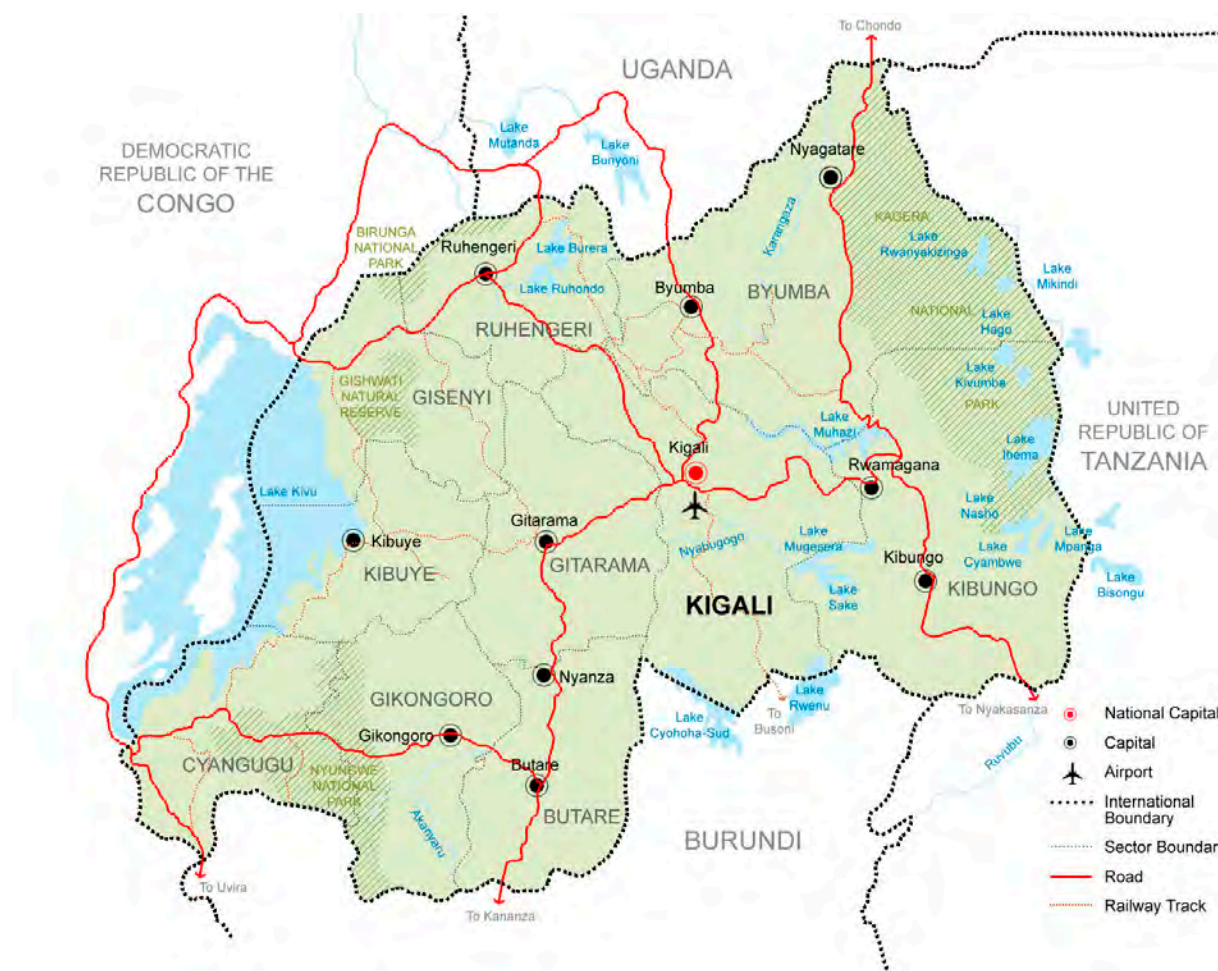 To Chondo
UGANDA
DEMOCRATIC
REPUBLIC OF THE
CONGO
Lake
Mutanda
Lake
Bunyoni
Nyagatare
Karangaza
KAGERA
Lake
Rwanyakizinga
Lake
Mikindi
BIRUNGA
NATIONAL
PARK
Ruhengeri
Lake Burera
Lake Ruhondo
Byumba
BYUMBA
NATIONAL
Lake
Hago
RUHENGERI
Lake
Kivumba
PARK
GISHWATI
NATURAL
RESERVE
GISENYI
Lake
Muhazi
UNITED
REPUBLIC OF
TANZANIA
Lake
Ihema
Kigali
Rwamagana
Lake Kivu
Lake
Nasho
Gitarama
Kibuye
Nyabugogo
Lake
Mugesera
Lake
Cyambwe
Lake
Mpanga
KIBUYE
GITARAMA
Kibungo
KIBUNGO
Lake
Bisongu
KIGALI
Lake
Sake
Nyanza
GIKONGORO
Lake
Rwenu
To
Busoni
Lake
Cyohoha-Sud
To Nyakasanza
Gikongoro
Ruvubu
CYANGUGU
NYUNGWE
NATIONAL
PARK
Butare
BUTARE
Akanyaru
BURUNDI
To Uvira
To Kananza
National Capital
Capital
Airport
International
Boundary
Sector Boundar
Road
Railway Track